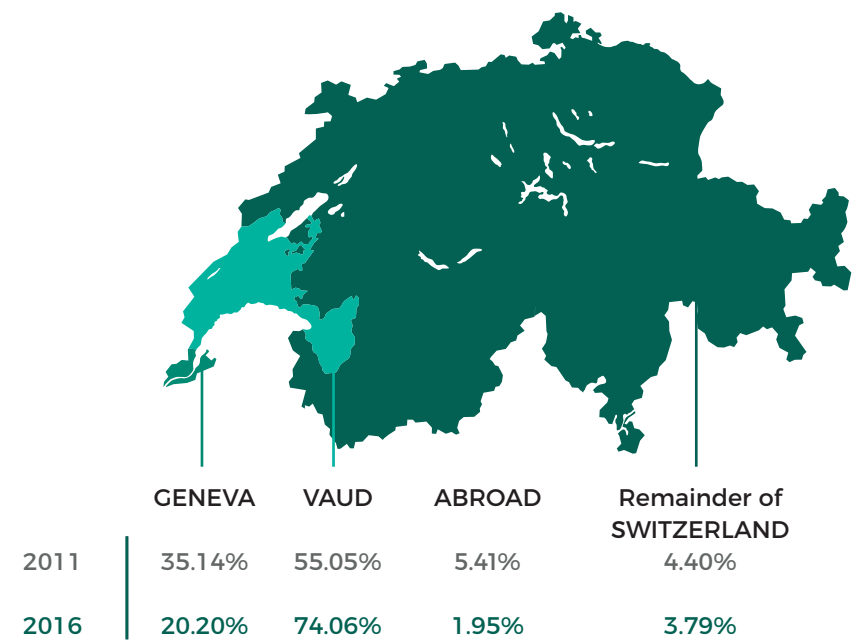 GENEVA VAUD ABROAD Remainder of
SWITZERLAND
2011 35.14% 55.05% 5.41% 4.40%
2016 20.20% 74.06% 1.95% 3.79%